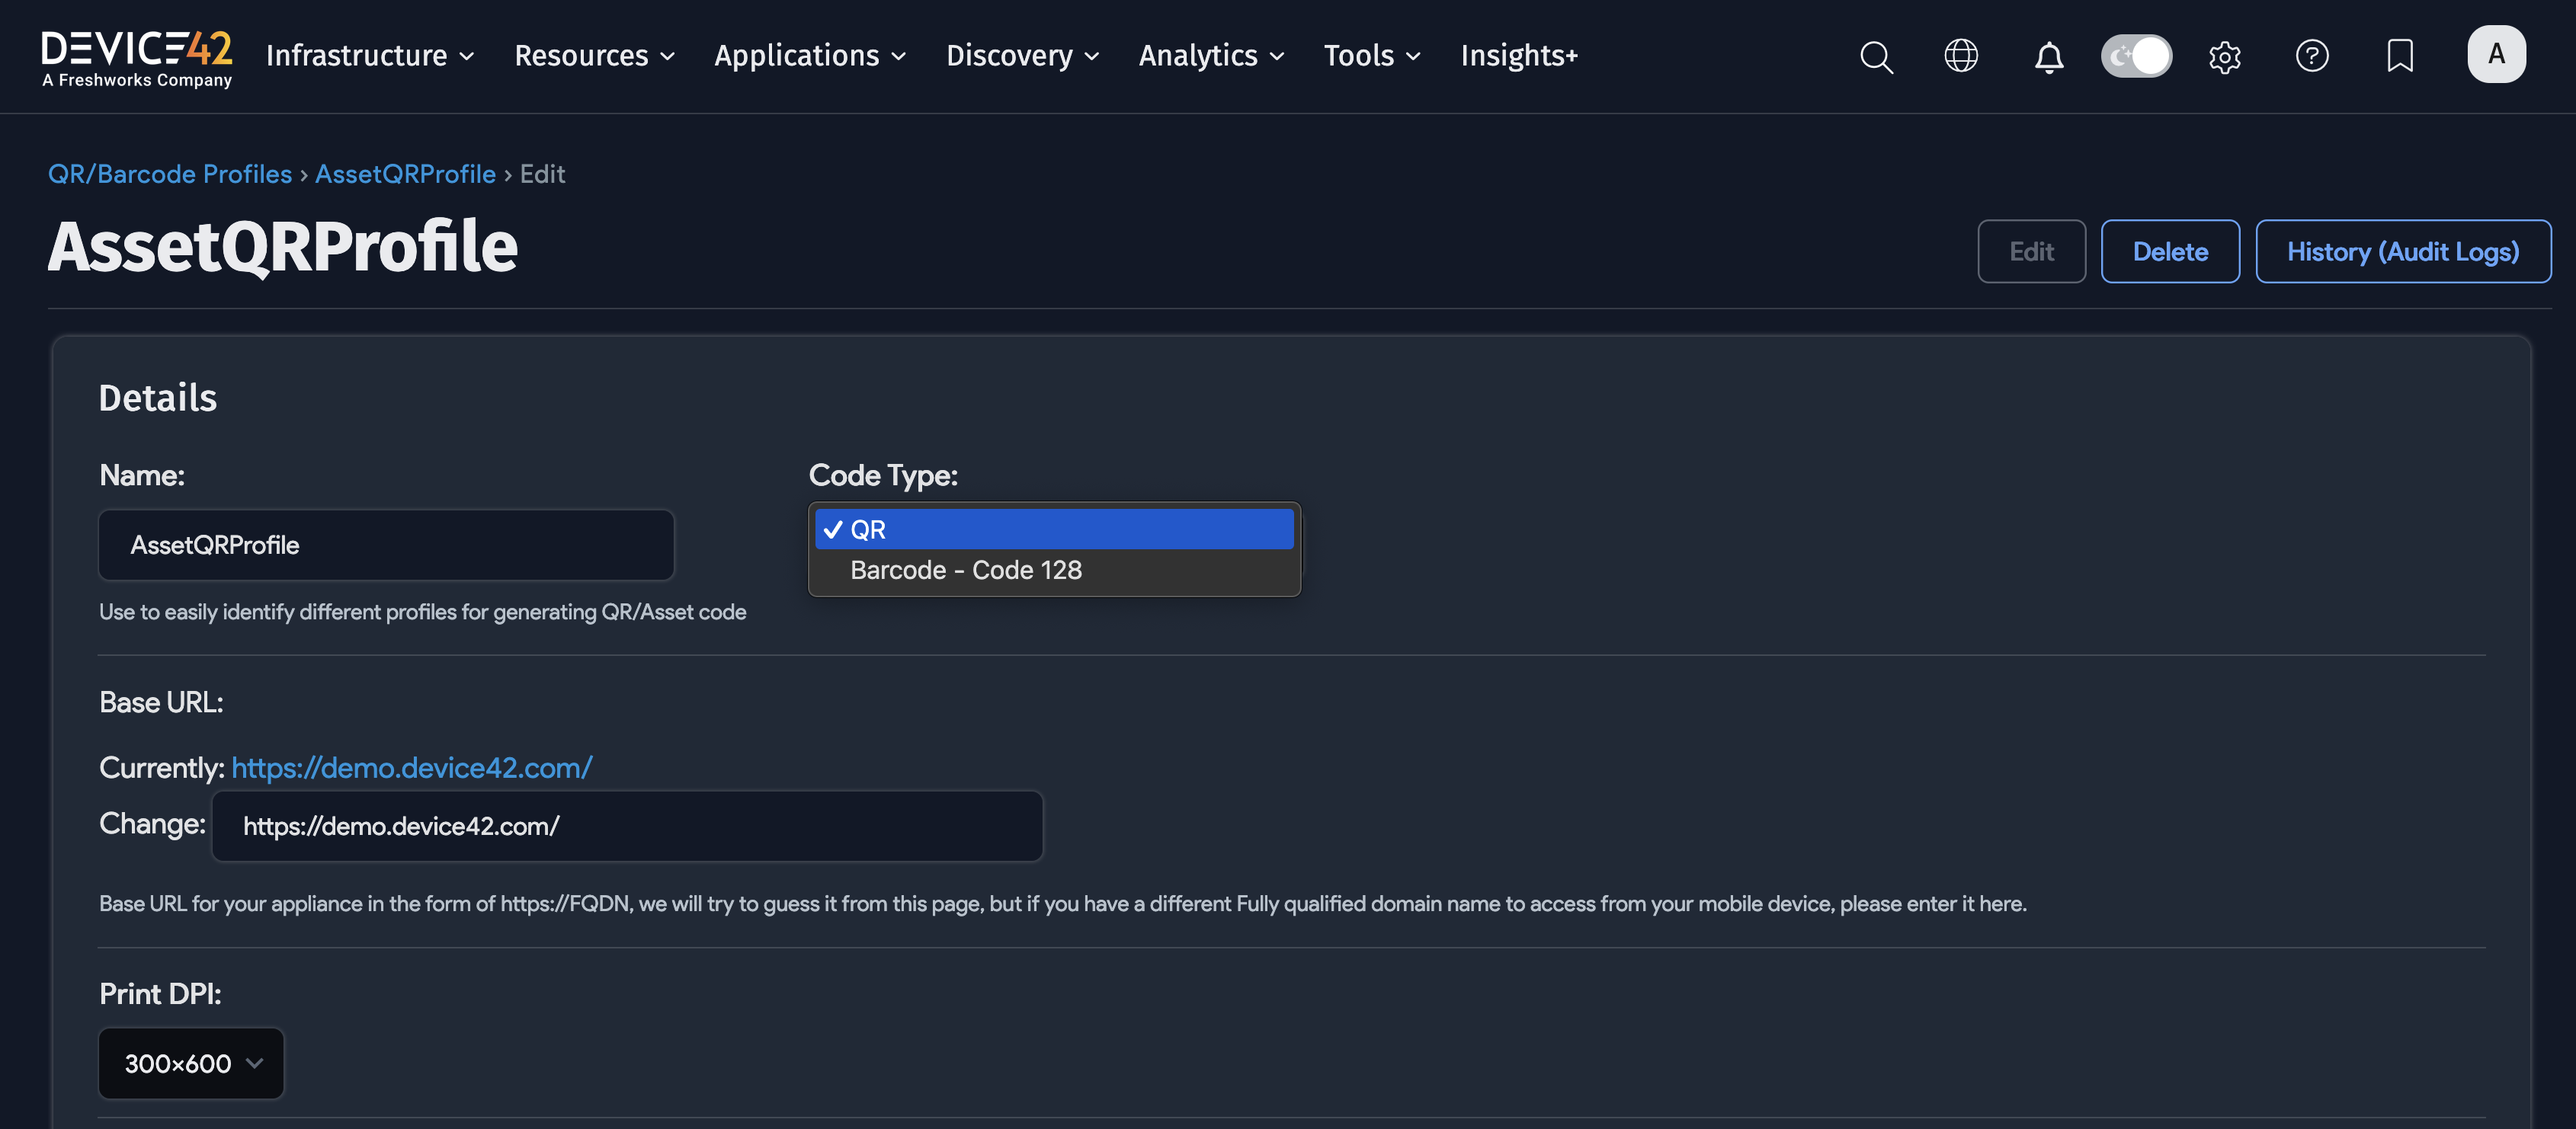 DEVICE42
A Freshworks Company
Infrastructure Resources Applications Discovery Analytics Tools Insights+
A
QR/Barcode Profiles › AssetQRProfile › Edit
AssetQRProfile
Edit Delete History (Audit Logs)
Details
Name: Code Type:
AssetQRProfile
QR
Barcode - Code 128
Use to easily identify different profiles for generating QR/Asset code
Base URL:
Currently: https://demo.device42.com/
Change: https://demo.device42.com/
Base URL for your appliance in the form of https://FQDN, we will try to guess it from this page, but if you have a different Fully qualified domain name to access from your mobile device, please enter it here.
Print DPI:
300×600